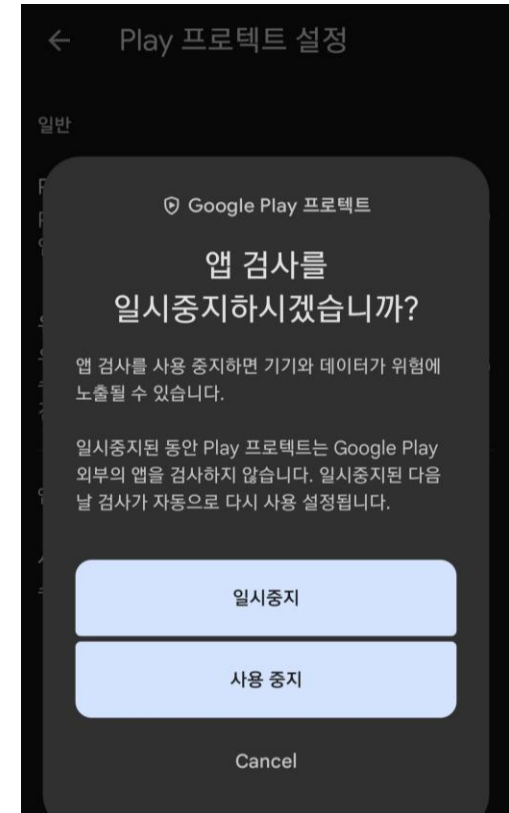 Play 프로텍트 설정
일반
Google Play 프로텍트
앱 검사를
일시중지하시겠습니까?
앱 검사를 사용 중지하면 기기와 데이터가 위험에
노출될 수 있습니다.
일시중지된 동안 Play 프로텍트는 Google Play
외부의 앱을 검사하지 않습니다. 일시중지된 다음
날 검사가 자동으로 다시 사용 설정됩니다.
일시중지
사용 중지
Cancel